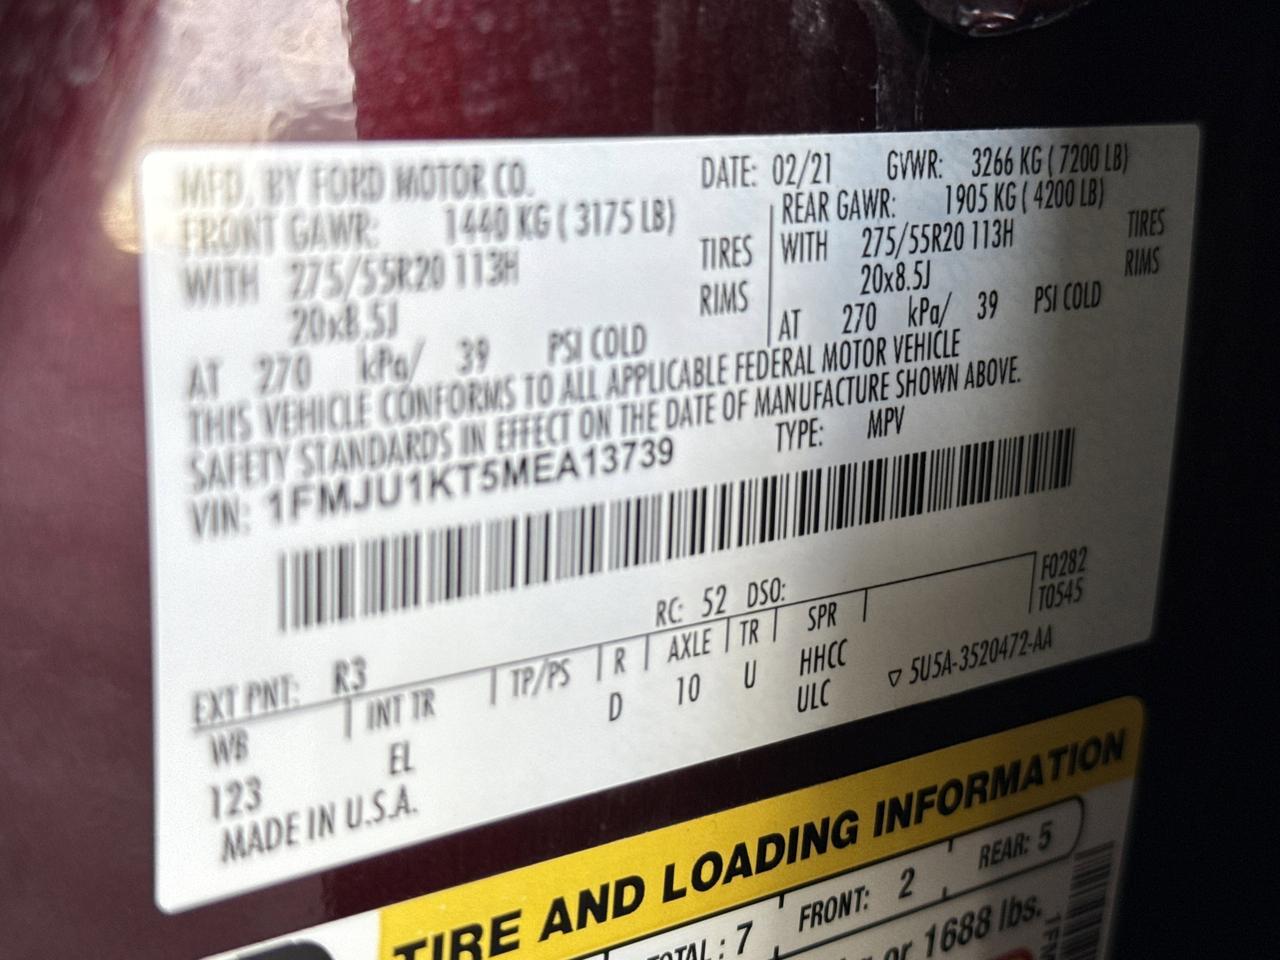 MFD. BY FORD MOTOR CO. DATE: 02/21 GVWR: 3266 KG ( 7200 LB)
FRONT GAWR: 1440 KG ( 3175 LB) REAR GAWR: 1905 KG ( 4200 LB)
WITH 275/55R20 113H TIRES WITH 275/55R20 113H TIRES
20x8.5J RIMS 20x8.5J RIMS
AT 270 kPa/ 39 PSI COLD AT 270 kPa/ 39 PSI COLD
THIS VEHICLE CONFORMS TO ALL APPLICABLE FEDERAL MOTOR VEHICLE
SAFETY STANDARDS IN EFFECT ON THE DATE OF MANUFACTURE SHOWN ABOVE.
VIN: 1FMJU1KT5MEA13739 TYPE: MPV
EXT PNT: R3 RC: 52 DSO: F0282
WB INT TR TP/PS R AXLE TR SPR T0545
123 EL D 10 U HHCC
ULC
MADE IN U.S.A. ▽ 5U5A-3520472-AA
TIRE AND LOADING INFORMATION
TOTAL : 7 FRONT: 2 REAR: 5
or 1688 lbs.